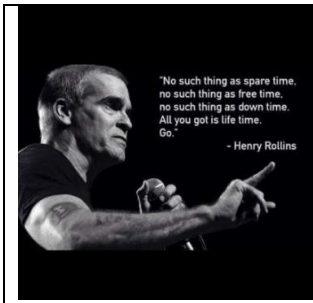 "No such thing as spare time,
no such thing as free time,
no such thing as down time.
All you got is life time.
Go."
- Henry Rollins